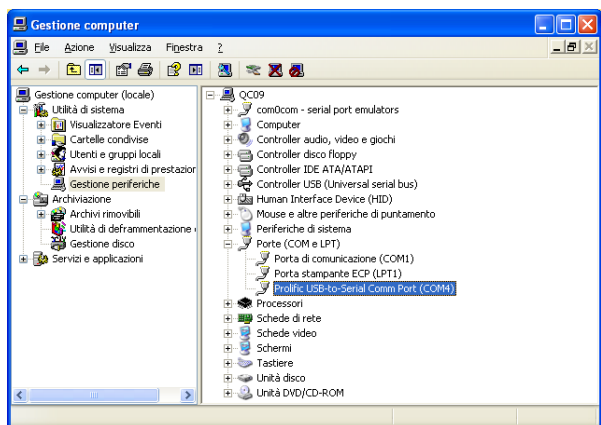 Gestione computer
File Azione Visualizza Finestra ?
Gestione computer (locale)
Utilità di sistema
Visualizzatore Eventi
Cartelle condivise
Utenti e gruppi locali
Avvisi e registri di prestazior
Gestione periferiche
Archiviazione
Archivi rimovibili
Utilità di deframmentazione
Gestione disco
Servizi e applicazioni
QC09
com0com - serial port emulators
Computer
Controller audio, video e giochi
Controller disco floppy
Controller IDE ATA/ATAPI
Controller USB (Universal serial bus)
Human Interface Device (HID)
Mouse e altre periferiche di puntamento
Periferiche di sistema
Porte (COM e LPT)
Porta di comunicazione (COM1)
Porta stampante ECP (LPT1)
Prolific USB-to-Serial Comm Port (COM4)
Processori
Schede di rete
Schede video
Schermi
Tastiere
Unità disco
Unità DVD/CD-ROM